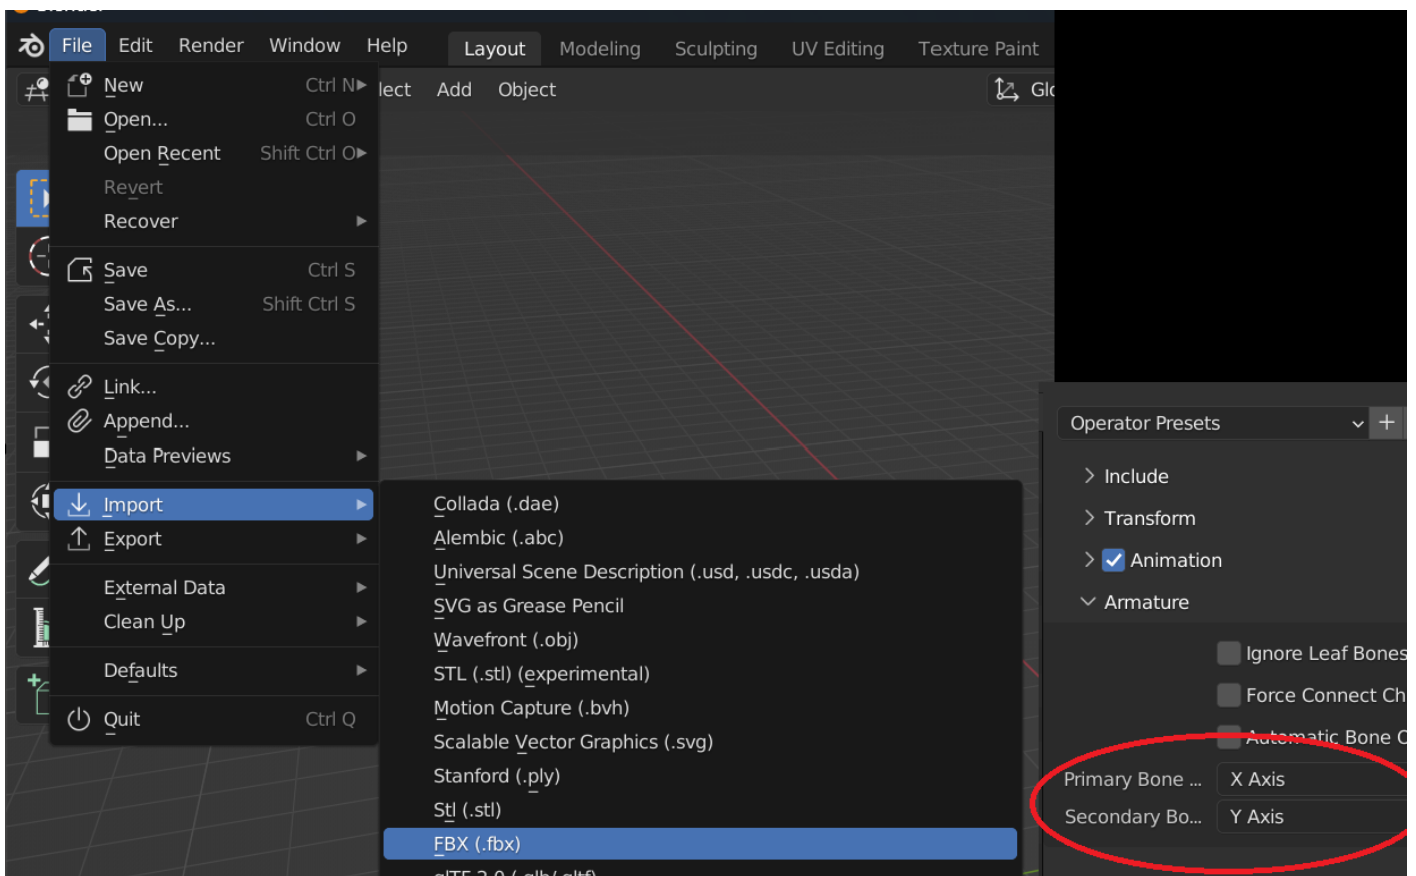 File Edit Render Window Help Layout Modeling Sculpting UV Editing Texture Paint
lect Add Object
New Ctrl N
Open... Ctrl O
Open Recent Shift Ctrl O
Revert
Recover
Save Ctrl S
Save As... Shift Ctrl S
Save Copy...
Link...
Append...
Data Previews
Import
Export
External Data
Clean Up
Defaults
Quit Ctrl Q
Collada (.dae)
Alembic (.abc)
Universal Scene Description (.usd, .usdc, .usda)
SVG as Grease Pencil
Wavefront (.obj)
STL (.stl) (experimental)
Motion Capture (.bvh)
Scalable Vector Graphics (.svg)
Stanford (.ply)
Stl (.stl)
FBX (.fbx)
Operator Presets
Include
Transform
Animation
Armature
Ignore Leaf Bones
Force Connect Ch
Automatic Bone
Primary Bone ... X Axis
Secondary Bo... Y Axis